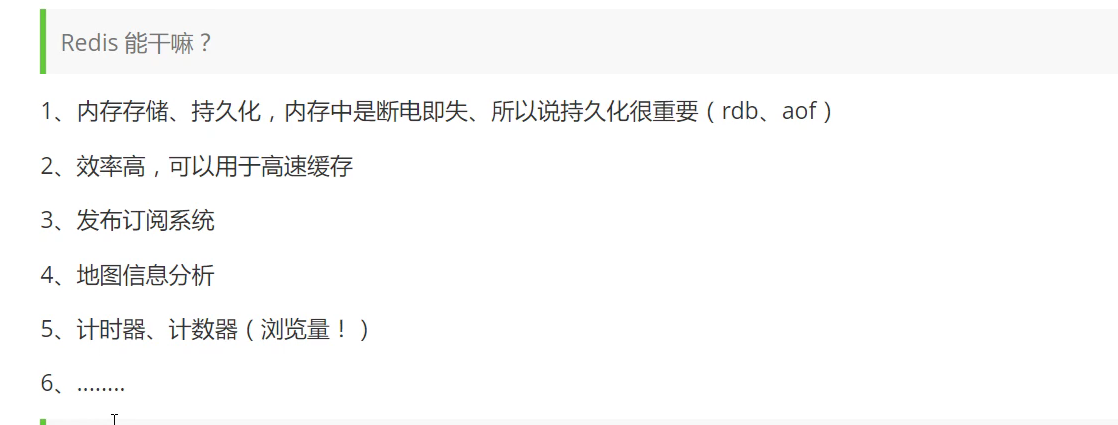 Redis 能干嘛？
1、内存存储、持久化，内存中是断电即失、所以说持久化很重要（rdb、aof）
2、效率高，可以用于高速缓存
3、发布订阅系统
4、地图信息分析
5、计时器、计数器（浏览量！）
6、........